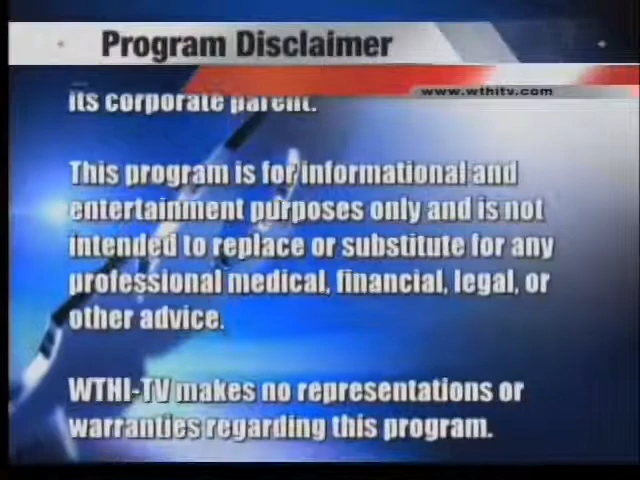 Program Disclaimer
www.wthitv.com
its corporate parent.
This program is for informational and
entertainment purposes only and is not
intended to replace or substitute for any
professional medical, financial, legal, or
other advice.
WTHI-TV makes no representations or
warranties regarding this program.